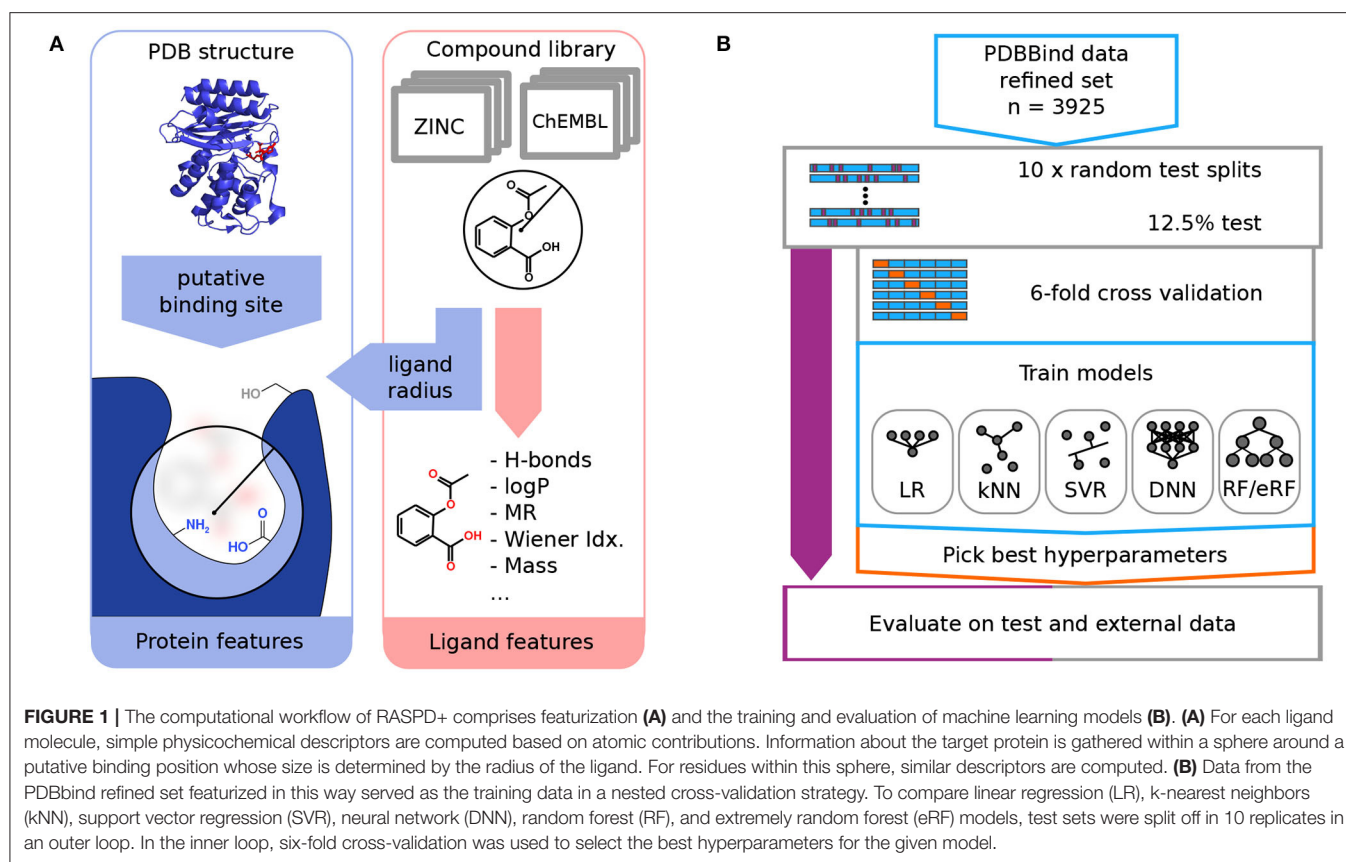 A
PDB structure
putative
binding site
HO
NH2
HO
O
Protein features
Compound library
ZINC
ChEMBL
O
O
OH
O
ligand
radius
O
O
OH
O
- H-bonds
- logP
- MR
- Wiener Idx.
- Mass
...
Ligand features
B
PDBBind data
refined set
n = 3925
10 x random test splits
12.5% test
6-fold cross validation
Train models
LR
kNN
SVR
DNN
RF/eRF
Pick best hyperparameters
Evaluate on test and external data
FIGURE 1 | The computational workflow of RASPD+ comprises featurization (A) and the training and evaluation of machine learning models (B). (A) For each ligand
molecule, simple physicochemical descriptors are computed based on atomic contributions. Information about the target protein is gathered within a sphere around a
putative binding position whose size is determined by the radius of the ligand. For residues within this sphere, similar descriptors are computed. (B) Data from the
PDBbind refined set featurized in this way served as the training data in a nested cross-validation strategy. To compare linear regression (LR), k-nearest neighbors
(kNN), support vector regression (SVR), neural network (DNN), random forest (RF), and extremely random forest (eRF) models, test sets were split off in 10 replicates in
an outer loop. In the inner loop, six-fold cross-validation was used to select the best hyperparameters for the given model.